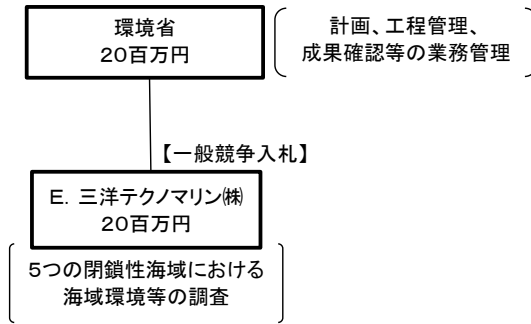 環境省
20百万円
計画、工程管理、
成果確認等の業務管理
【一般競争入札】
E. 三洋テクノマリン㈱
20百万円
5つの閉鎖性海域における
海域環境等の調査